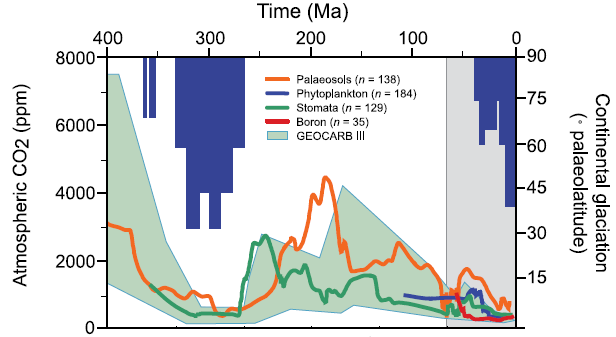 Time (Ma)
400 300 200 100 0
8000 90
75
6000 60
4000 45
30
2000 15
0
Atmospheric CO2 (ppm)
Continental glaciation
(° palaeolatitude)
Palaeosols (n = 138)
Phytoplankton (n = 184)
Stomata (n = 129)
Boron (n = 35)
GEOCARB III